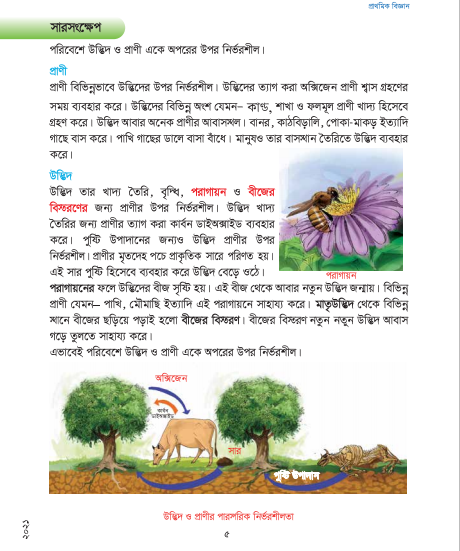 প্রাথমিক বিজ্ঞান
সারসংক্ষেপ
পরিবেশে উদ্ভিদ ও প্রাণী একে অপরের উপর নির্ভরশীল।
প্রাণী
প্রাণী বিভিন্নভাবে উদ্ভিদের উপর নির্ভরশীল। উদ্ভিদের ত্যাগ করা অক্সিজেন প্রাণী শ্বাস গ্রহণের
সময় ব্যবহার করে। উদ্ভিদের বিভিন্ন অংশ যেমন– কাণ্ড, শাখা ও ফলমূল প্রাণী খাদ্য হিসেবে
গ্রহণ করে। উদ্ভিদ আবার অনেক প্রাণীর আবাসস্থল। বানর, কাঠবিড়ালি, পোকা-মাকড় ইত্যাদি
গাছে বাস করে। পাখি গাছের ডালে বাসা বাঁধে। মানুষও তার বাসস্থান তৈরিতে উদ্ভিদ ব্যবহার
করে।
উদ্ভিদ
উদ্ভিদ তার খাদ্য তৈরি, বৃদ্ধি, পরাগায়ন ও বীজের
বিস্তরণের জন্য প্রাণীর উপর নির্ভরশীল। উদ্ভিদ খাদ্য
তৈরির জন্য প্রাণীর ত্যাগ করা কার্বন ডাইঅক্সাইড ব্যবহার
করে। পুষ্টি উপাদানের জন্যও উদ্ভিদ প্রাণীর উপর
নির্ভরশীল। প্রাণীর মৃতদেহ পচে প্রাকৃতিক সারে পরিণত হয়।
এই সার পুষ্টি হিসেবে ব্যবহার করে উদ্ভিদ বেড়ে ওঠে।
পরাগায়ন
পরাগায়নের ফলে উদ্ভিদের বীজ সৃষ্টি হয়। এই বীজ থেকে আবার নতুন উদ্ভিদ জন্মায়। বিভিন্ন
প্রাণী যেমন– পাখি, মৌমাছি ইত্যাদি এই পরাগায়নে সাহায্য করে। মাতৃউদ্ভিদ থেকে বিভিন্ন
স্থানে বীজের ছড়িয়ে পড়াই হলো বীজের বিস্তরণ। বীজের বিস্তরণ নতুন নতুন উদ্ভিদ আবাস
গড়ে তুলতে সাহায্য করে।
এভাবেই পরিবেশে উদ্ভিদ ও প্রাণী একে অপরের উপর নির্ভরশীল।
অক্সিজেন
কার্বন
ডাইঅক্সাইড
সার
পুষ্টি উপাদান
উদ্ভিদ ও প্রাণীর পারস্পরিক নির্ভরশীলতা
২০২১
৫